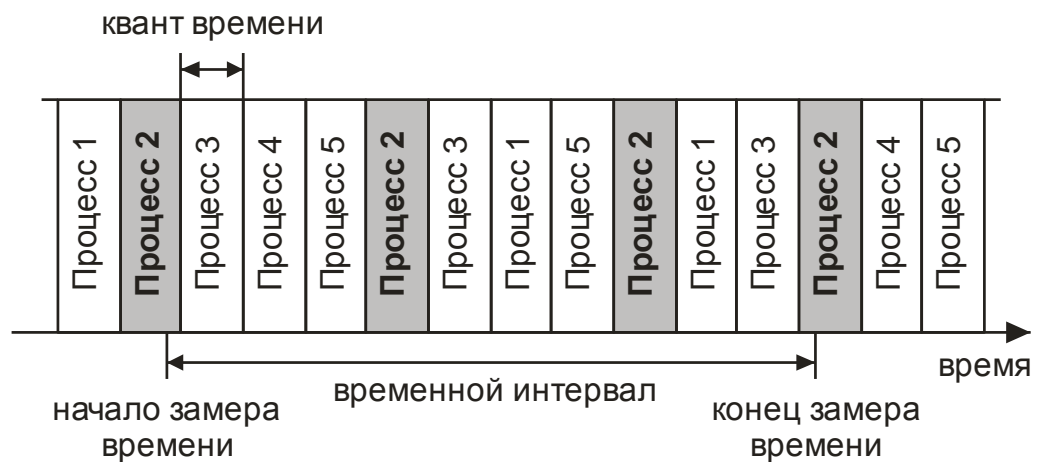 квант времени
Процесс 1
Процесс 2
Процесс 3
Процесс 4
Процесс 5
Процесс 2
Процесс 3
Процесс 1
Процесс 5
Процесс 2
Процесс 1
Процесс 3
Процесс 2
Процесс 4
Процесс 5
время
временной интервал
начало замера
времени
конец замера
времени